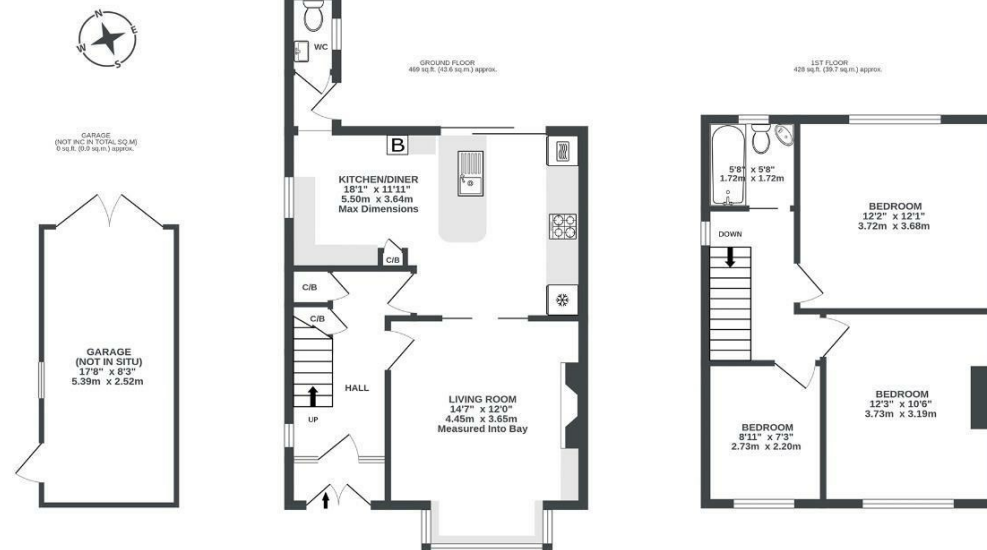 N
E
S
W
WC
GROUND FLOOR
469 sq.ft. (43.6 sq.m.) approx.
1ST FLOOR
428 sq.ft. (39.7 sq.m.) approx.
GARAGE
(NOT INC IN TOTAL SQ.M)
0 sq.ft. (0.0 sq.m.) approx.
B
KITCHEN/DINER
18'1" x 11'11"
5.50m x 3.64m
Max Dimensions
C/B
C/B
C/B
5'8" x 5'8"
1.72m x 1.72m
BEDROOM
12'2" x 12'1"
3.72m x 3.68m
DOWN
GARAGE
(NOT IN SITU)
17'8" x 8'3"
5.39m x 2.52m
HALL
UP
LIVING ROOM
14'7" x 12'0"
4.45m x 3.65m
Measured Into Bay
BEDROOM
8'11" x 7'3"
2.73m x 2.20m
BEDROOM
12'3" x 10'6"
3.73m x 3.19m